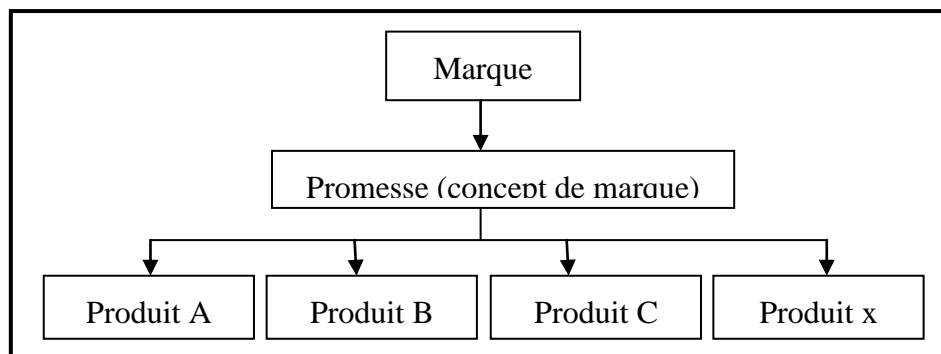 Marque
Promesse (concept de marque)
Produit A
Produit B
Produit C
Produit x